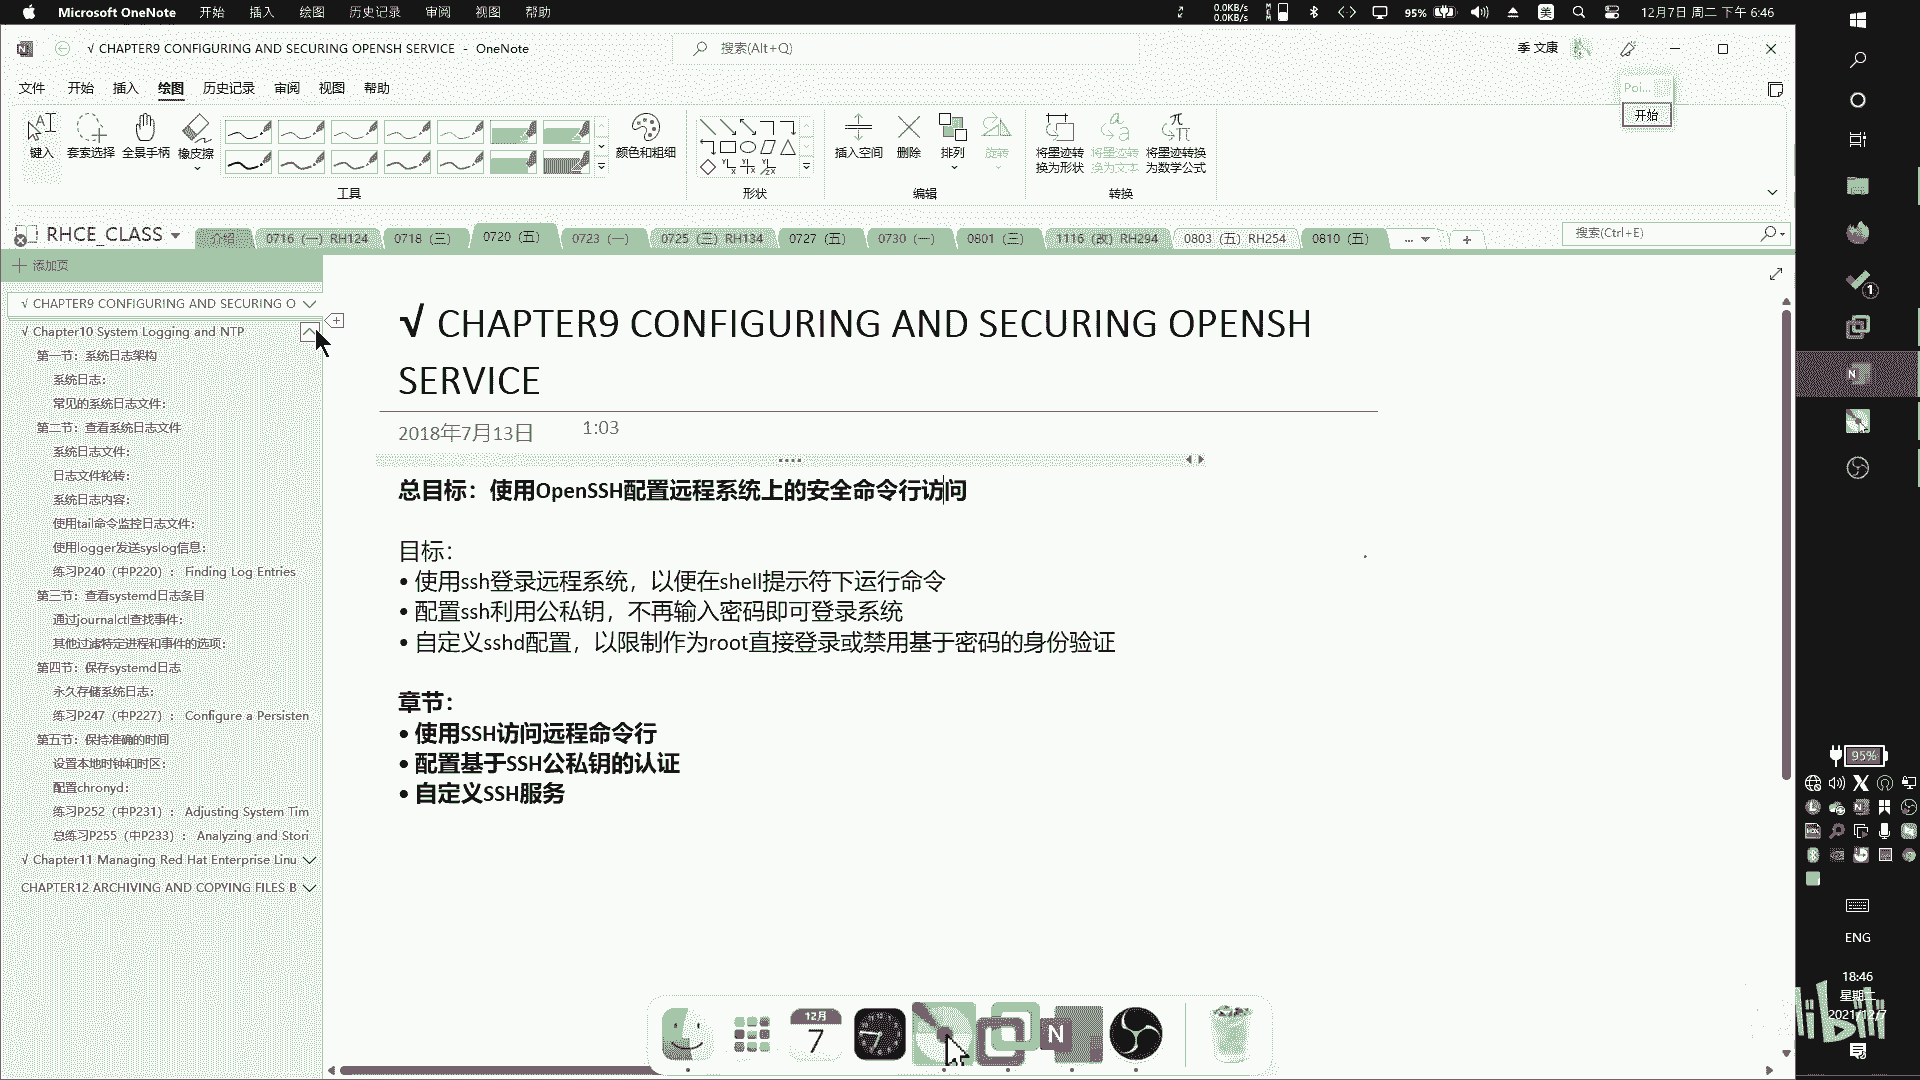 Microsoft OneNote 开始 插入 绘图 历史记录 审阅 视图 帮助
0.0KB/s
0.0KB/s
95%
美
12月7日 周二 下午 6:46
√ CHAPTER9 CONFIGURING AND SECURING OPENSH SERVICE - OneNote
搜索(Alt+Q)
季 文康
文件 开始 插入 绘图 历史记录 审阅 视图 帮助
Poi...
开始
键入 套索选择 全景手柄 橡皮擦
颜色和粗细
插入空间 删除 排列 旋转
将墨迹转换为形状
将墨迹转换为文本
将墨迹转换为数学公式
工具 形状 编辑 转换
RHCE_CLASS
介绍 0716（一）RH124 0718（三） 0720（五） 0723（一） 0725（三）RH134 0727（五） 0730（一） 0801（三） 1116（改）RH294 0803（五）RH254 0810（五） ...
搜索(Ctrl+E)
添加页
√ CHAPTER9 CONFIGURING AND SECURING O
√ Chapter10 System Logging and NTP
第一节：系统日志架构
系统日志：
常见的系统日志文件：
第二节：查看系统日志文件
系统日志文件：
日志文件轮转：
系统日志内容：
使用tail命令监控日志文件：
使用logger发送syslog信息：
练习P240（中P220）： Finding Log Entries
第三节：查看systemd日志条目
通过journalctl查找事件：
其他过滤特定进程和事件的选项：
第四节：保存systemd日志
永久存储系统日志：
练习P247（中P227）： Configure a Persisten
第五节：保持准确的时间
设置本地时钟和时区：
配置chronyd：
练习P252（中P231）： Adjusting System Tim
总练习P255（中P233）： Analyzing and Stori
√ Chapter11 Managing Red Hat Enterprise Linu
CHAPTER12 ARCHIVING AND COPYING FILES B
√ CHAPTER9 CONFIGURING AND SECURING OPENSH
SERVICE
2018年7月13日 1:03
总目标：使用OpenSSH配置远程系统上的安全命令行访问
目标：
• 使用ssh登录远程系统，以便在shell提示符下运行命令
• 配置ssh利用公私钥，不再输入密码即可登录系统
• 自定义sshd配置，以限制作为root直接登录或禁用基于密码的身份验证
章节：
• 使用SSH访问远程命令行
• 配置基于SSH公私钥的认证
• 自定义SSH服务
12月
7
N
1
N
95%
ENG
18:46
星期二
2021/12/7